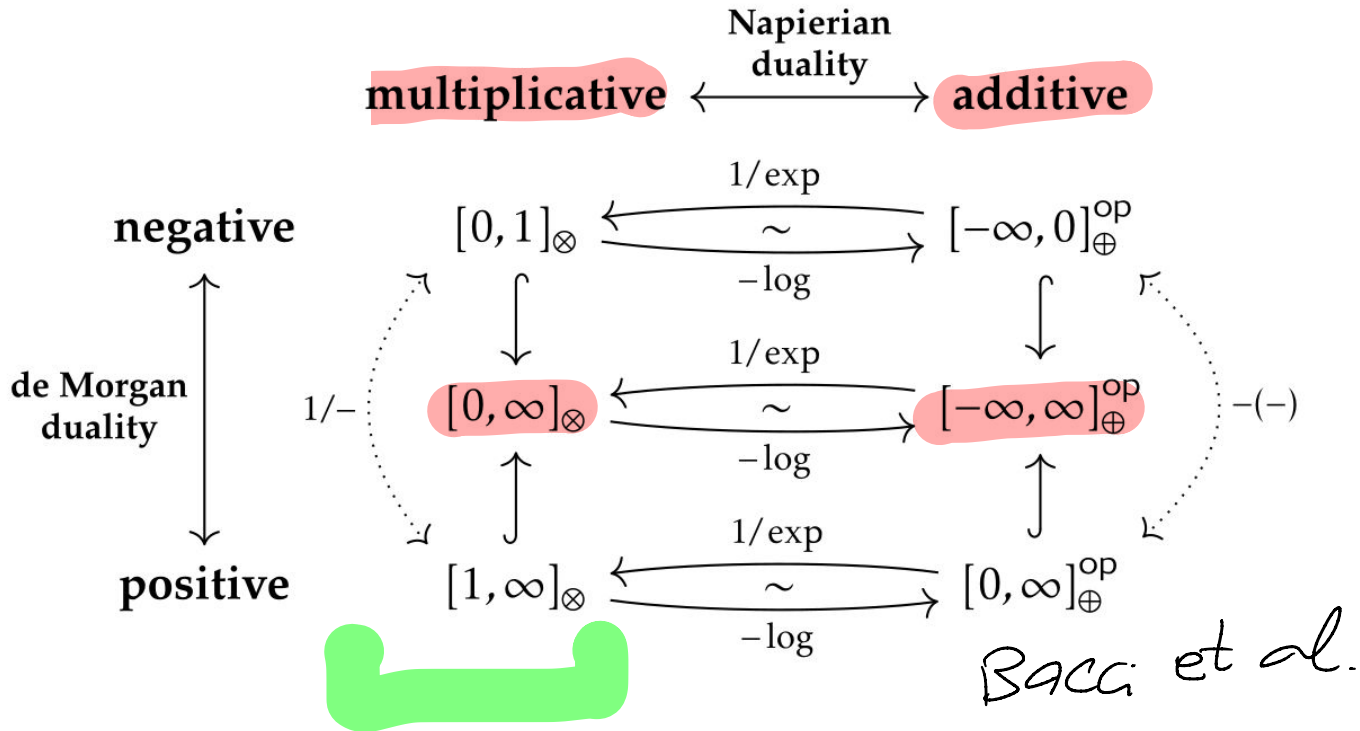 Napierian
duality
multiplicative ⟷ additive
1/exp
negative [0,1]⊗ ∼ [−∞,0]⊕^op
−log
1/exp
de Morgan
duality
1/− [0,∞]⊗ ∼ [−∞,∞]⊕^op −(−)
−log
1/exp
positive [1,∞]⊗ ∼ [0,∞]⊕^op
−log
Bacci et al.